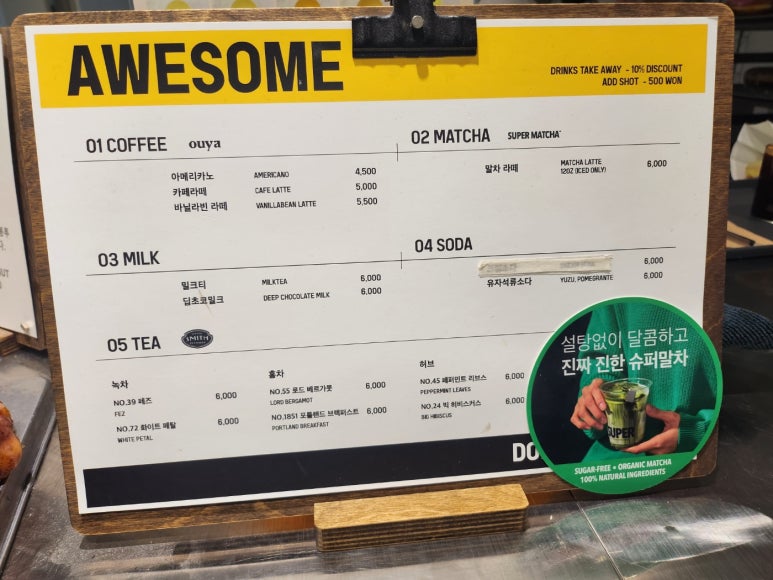 AWESOME
DRINKS TAKE AWAY - 10% DISCOUNT
ADD SHOT - 500 WON
01 COFFEE ouya
아메리카노 AMERICANO 4,500
카페라떼 CAFE LATTE 5,000
바닐라빈 라떼 VANILLABEAN LATTE 5,500
02 MATCHA SUPER MATCHA
말차 라떼 MATCHA LATTE 6,000
12OZ (ICED ONLY)
03 MILK
밀크티 MILKTEA 6,000
딥초코밀크 DEEP CHOCOLATE MILK 6,000
04 SODA
6,000
유자석류소다 YUZU, POMEGRANTE 6,000
05 TEA SMITH
녹차
NO.39 페즈 6,000
FEZ
NO.72 화이트 페탈 6,000
WHITE PETAL
홍차
NO.55 로드 베르가못 6,000
LORD BERGAMOT
NO.1851 포틀랜드 브랙퍼스트 6,000
PORTLAND BREAKFAST
허브
NO.45 페퍼민트 리브스 6,000
PEPPERMINT LEAVES
NO.24 빅 히비스커스 6,000
BIG HIBISCUS
DO
설탕없이 달콤하고
진짜 진한 슈퍼말차
SUPER
SUGAR-FREE • ORGANIC MATCHA
100% NATURAL INGREDIENTS